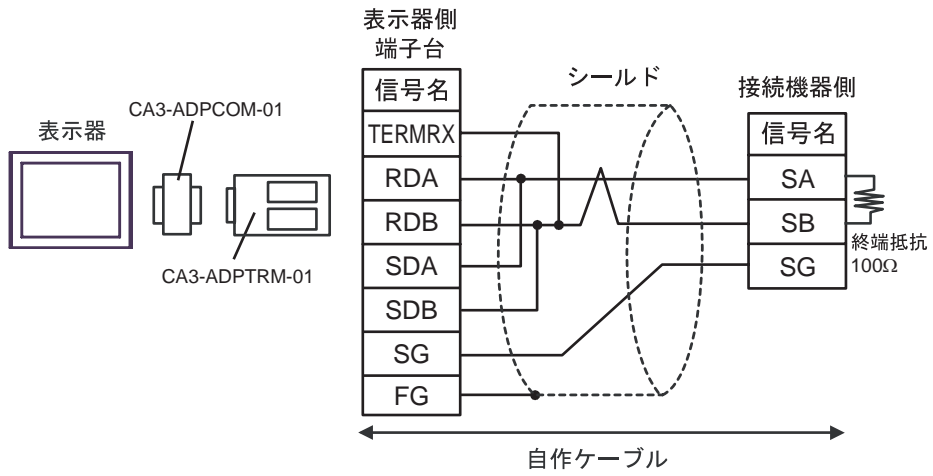 表示器
CA3-ADPCOM-01
CA3-ADPTRM-01
表示器側
端子台
信号名
TERMRX
RDA
RDB
SDA
SDB
SG
FG
シールド
接続機器側
信号名
SA
SB
SG
終端抵抗
100Ω
自作ケーブル